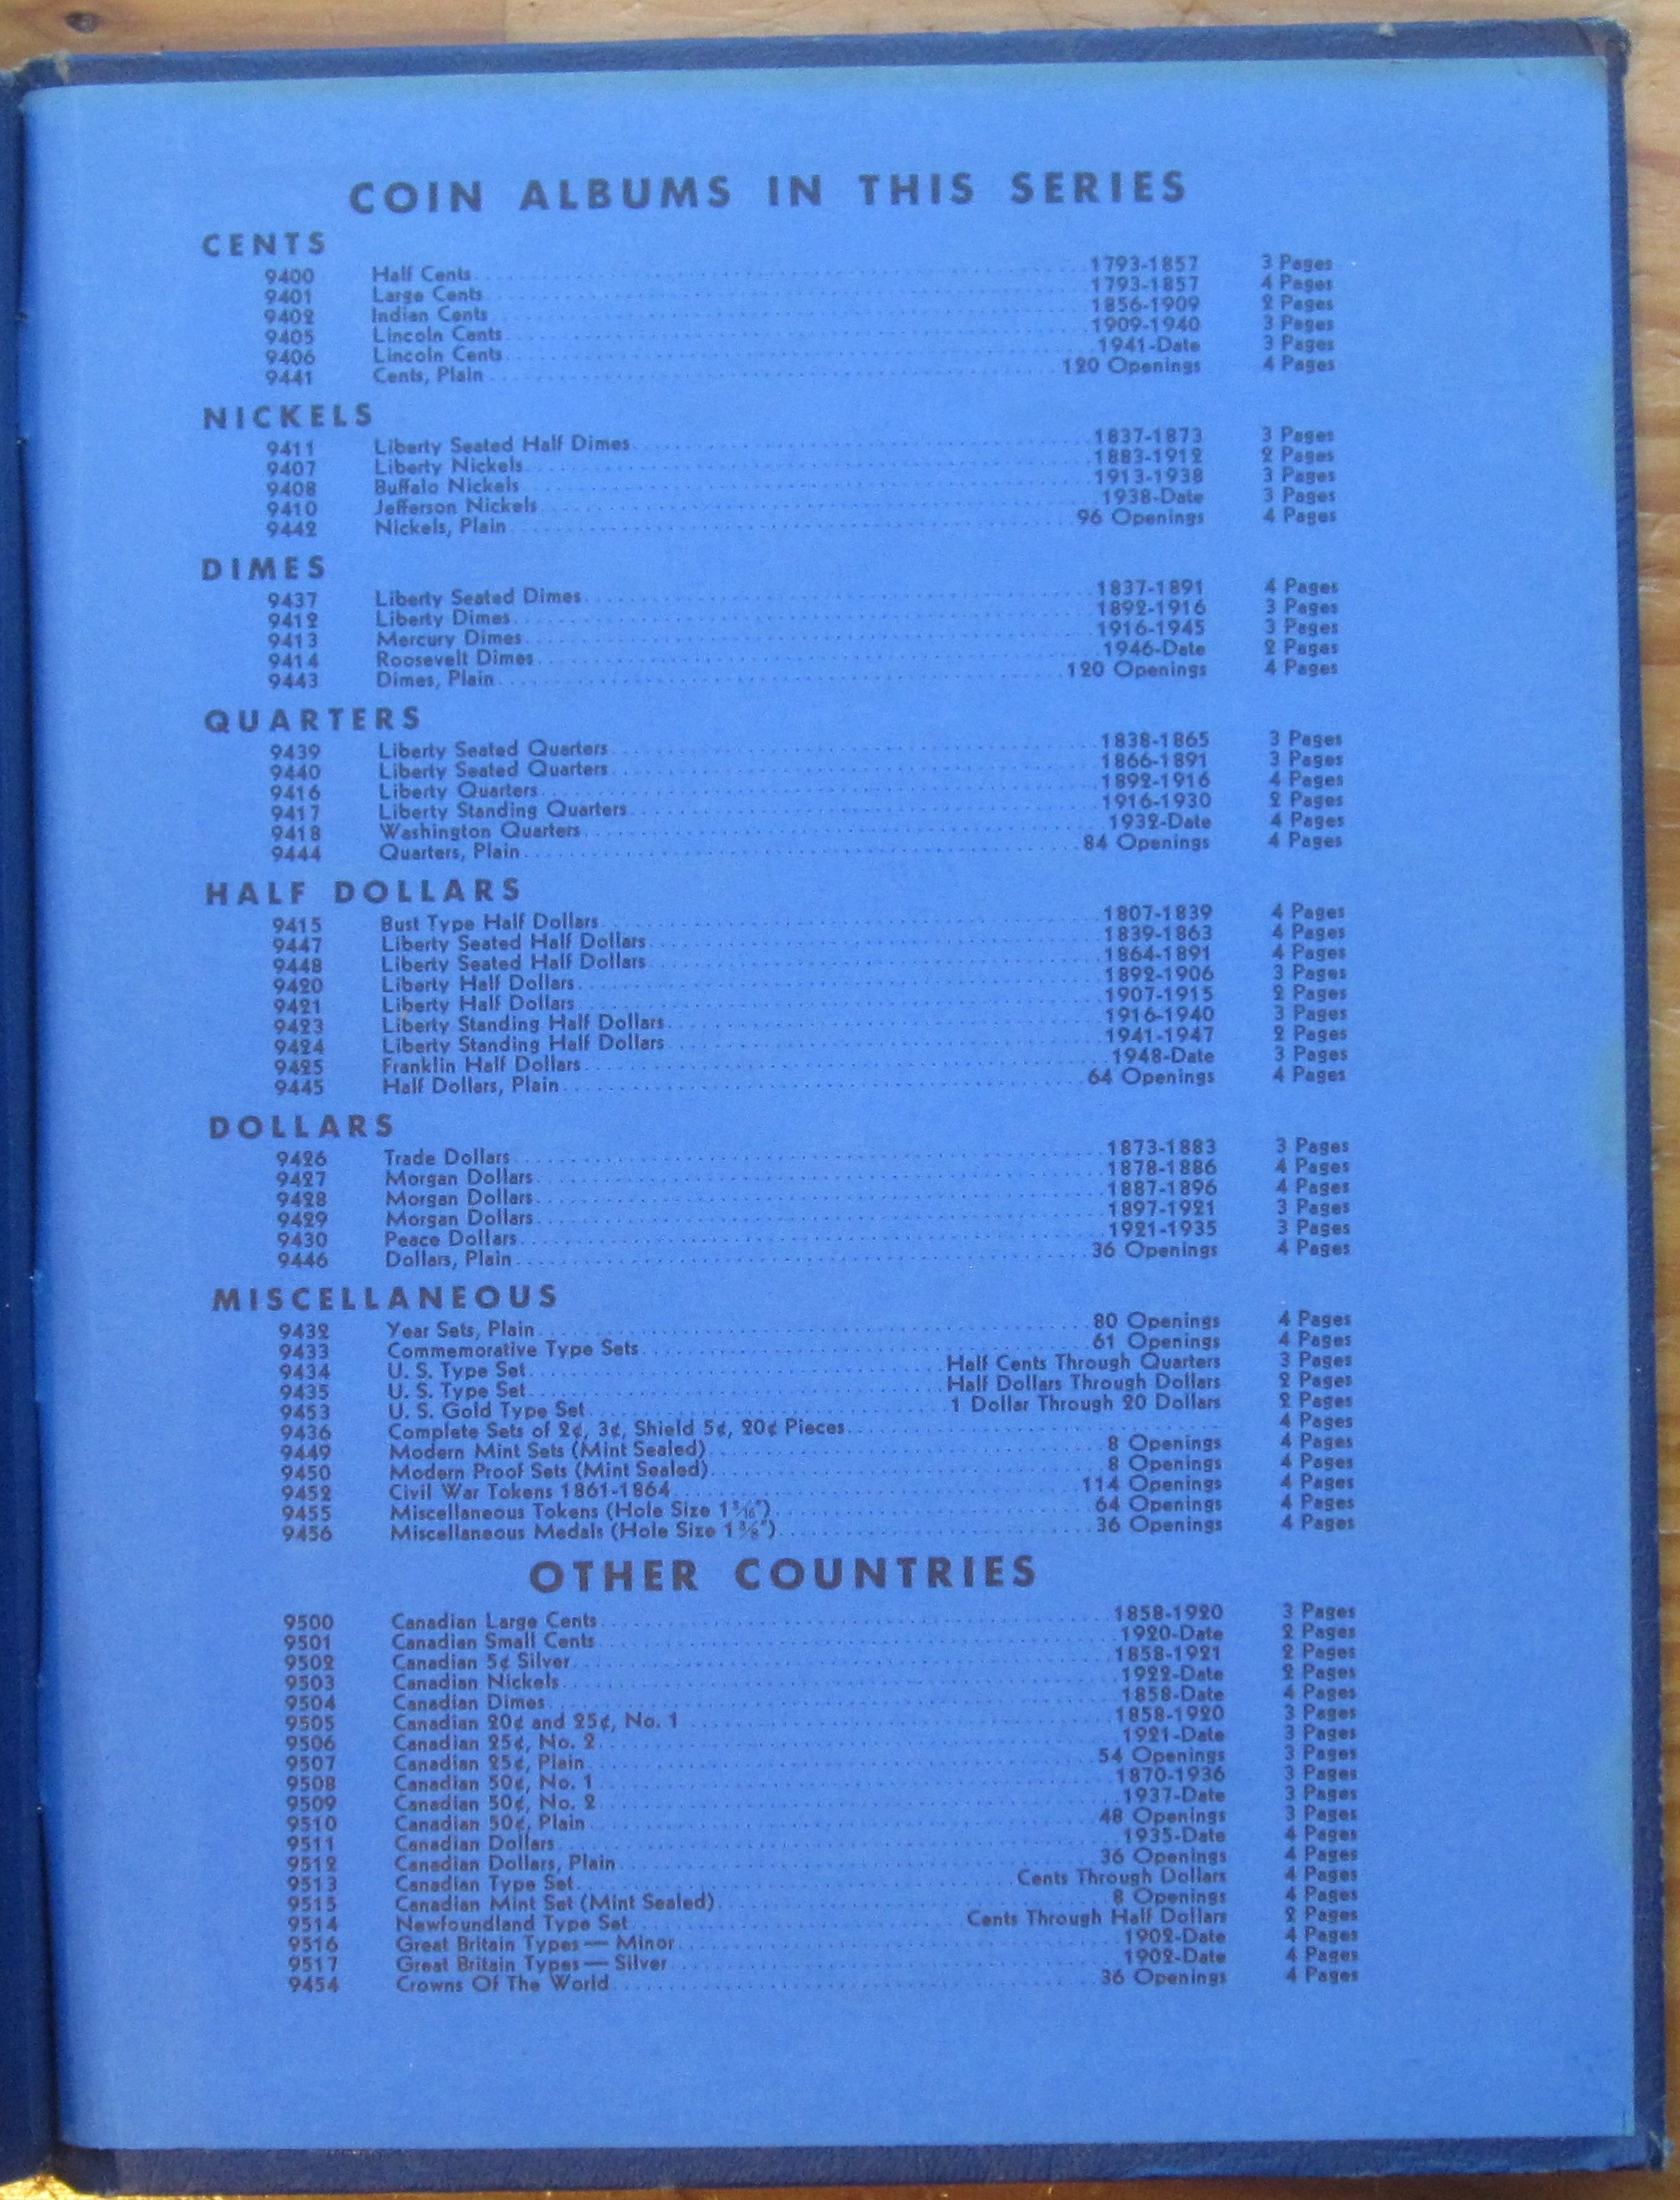 COIN ALBUMS IN THIS SERIES
CENTS
9400 Half Cents 1793-1857 3 Pages
9401 Large Cents 1793-1857 4 Pages
9402 Indian Cents 1856-1909 2 Pages
9405 Lincoln Cents 1909-1940 3 Pages
9406 Lincoln Cents 1941-Date 3 Pages
9441 Cents, Plain 120 Openings 4 Pages
NICKELS
9411 Liberty Seated Half Dimes 1837-1873 3 Pages
9407 Liberty Nickels 1883-1912 2 Pages
9408 Buffalo Nickels 1913-1938 3 Pages
9410 Jefferson Nickels 1938-Date 3 Pages
9442 Nickels, Plain 96 Openings 4 Pages
DIMES
9437 Liberty Seated Dimes 1837-1891 4 Pages
9412 Liberty Dimes 1892-1916 3 Pages
9413 Mercury Dimes 1916-1945 3 Pages
9414 Roosevelt Dimes 1946-Date 2 Pages
9443 Dimes, Plain 120 Openings 4 Pages
QUARTERS
9439 Liberty Seated Quarters 1838-1865 3 Pages
9440 Liberty Seated Quarters 1866-1891 3 Pages
9416 Liberty Quarters 1892-1916 4 Pages
9417 Liberty Standing Quarters 1916-1930 2 Pages
9418 Washington Quarters 1932-Date 4 Pages
9444 Quarters, Plain 84 Openings 4 Pages
HALF DOLLARS
9415 Bust Type Half Dollars 1807-1839 4 Pages
9447 Liberty Seated Half Dollars 1839-1863 4 Pages
9448 Liberty Seated Half Dollars 1864-1891 4 Pages
9420 Liberty Half Dollars 1892-1906 3 Pages
9421 Liberty Half Dollars 1907-1915 2 Pages
9423 Liberty Standing Half Dollars 1916-1940 3 Pages
9424 Liberty Standing Half Dollars 1941-1947 2 Pages
9425 Franklin Half Dollars 1948-Date 3 Pages
9445 Half Dollars, Plain 64 Openings 4 Pages
DOLLARS
9426 Trade Dollars 1873-1883 3 Pages
9427 Morgan Dollars 1878-1886 4 Pages
9428 Morgan Dollars 1887-1896 4 Pages
9429 Morgan Dollars 1897-1921 3 Pages
9430 Peace Dollars 1921-1935 3 Pages
9446 Dollars, Plain 36 Openings 4 Pages
MISCELLANEOUS
9432 Year Sets, Plain 80 Openings 4 Pages
9433 Commemorative Type Sets 61 Openings 4 Pages
9434 U. S. Type Set Half Cents Through Quarters 3 Pages
9435 U. S. Type Set Half Dollars Through Dollars 2 Pages
9453 U. S. Gold Type Set 1 Dollar Through 20 Dollars 2 Pages
9436 Complete Sets of 2¢, 3¢, Shield 5¢, 20¢ Pieces 4 Pages
9449 Modern Mint Sets (Mint Sealed) 8 Openings 4 Pages
9450 Modern Proof Sets (Mint Sealed) 8 Openings 4 Pages
9452 Civil War Tokens 1861-1864 114 Openings 4 Pages
9455 Miscellaneous Tokens (Hole Size 1 3/16") 64 Openings 4 Pages
9456 Miscellaneous Medals (Hole Size 1 3/8") 36 Openings 4 Pages
OTHER COUNTRIES
9500 Canadian Large Cents 1858-1920 3 Pages
9501 Canadian Small Cents 1920-Date 2 Pages
9502 Canadian 5¢ Silver 1858-1921 2 Pages
9503 Canadian Nickels 1922-Date 2 Pages
9504 Canadian Dimes 1858-Date 4 Pages
9505 Canadian 20¢ and 25¢, No. 1 1858-1920 3 Pages
9506 Canadian 25¢, No. 2 1921-Date 3 Pages
9507 Canadian 25¢, Plain 54 Openings 3 Pages
9508 Canadian 50¢, No. 1 1870-1936 3 Pages
9509 Canadian 50¢, No. 2 1937-Date 3 Pages
9510 Canadian 50¢, Plain 48 Openings 3 Pages
9511 Canadian Dollars 1935-Date 4 Pages
9512 Canadian Dollars, Plain 36 Openings 4 Pages
9513 Canadian Type Set Cents Through Dollars 4 Pages
9515 Canadian Mint Set (Mint Sealed) 8 Openings 4 Pages
9514 Newfoundland Type Set Cents Through Half Dollars 2 Pages
9516 Great Britain Types — Minor 1902-Date 4 Pages
9517 Great Britain Types — Silver 1902-Date 4 Pages
9454 Crowns Of The World 36 Openings 4 Pages